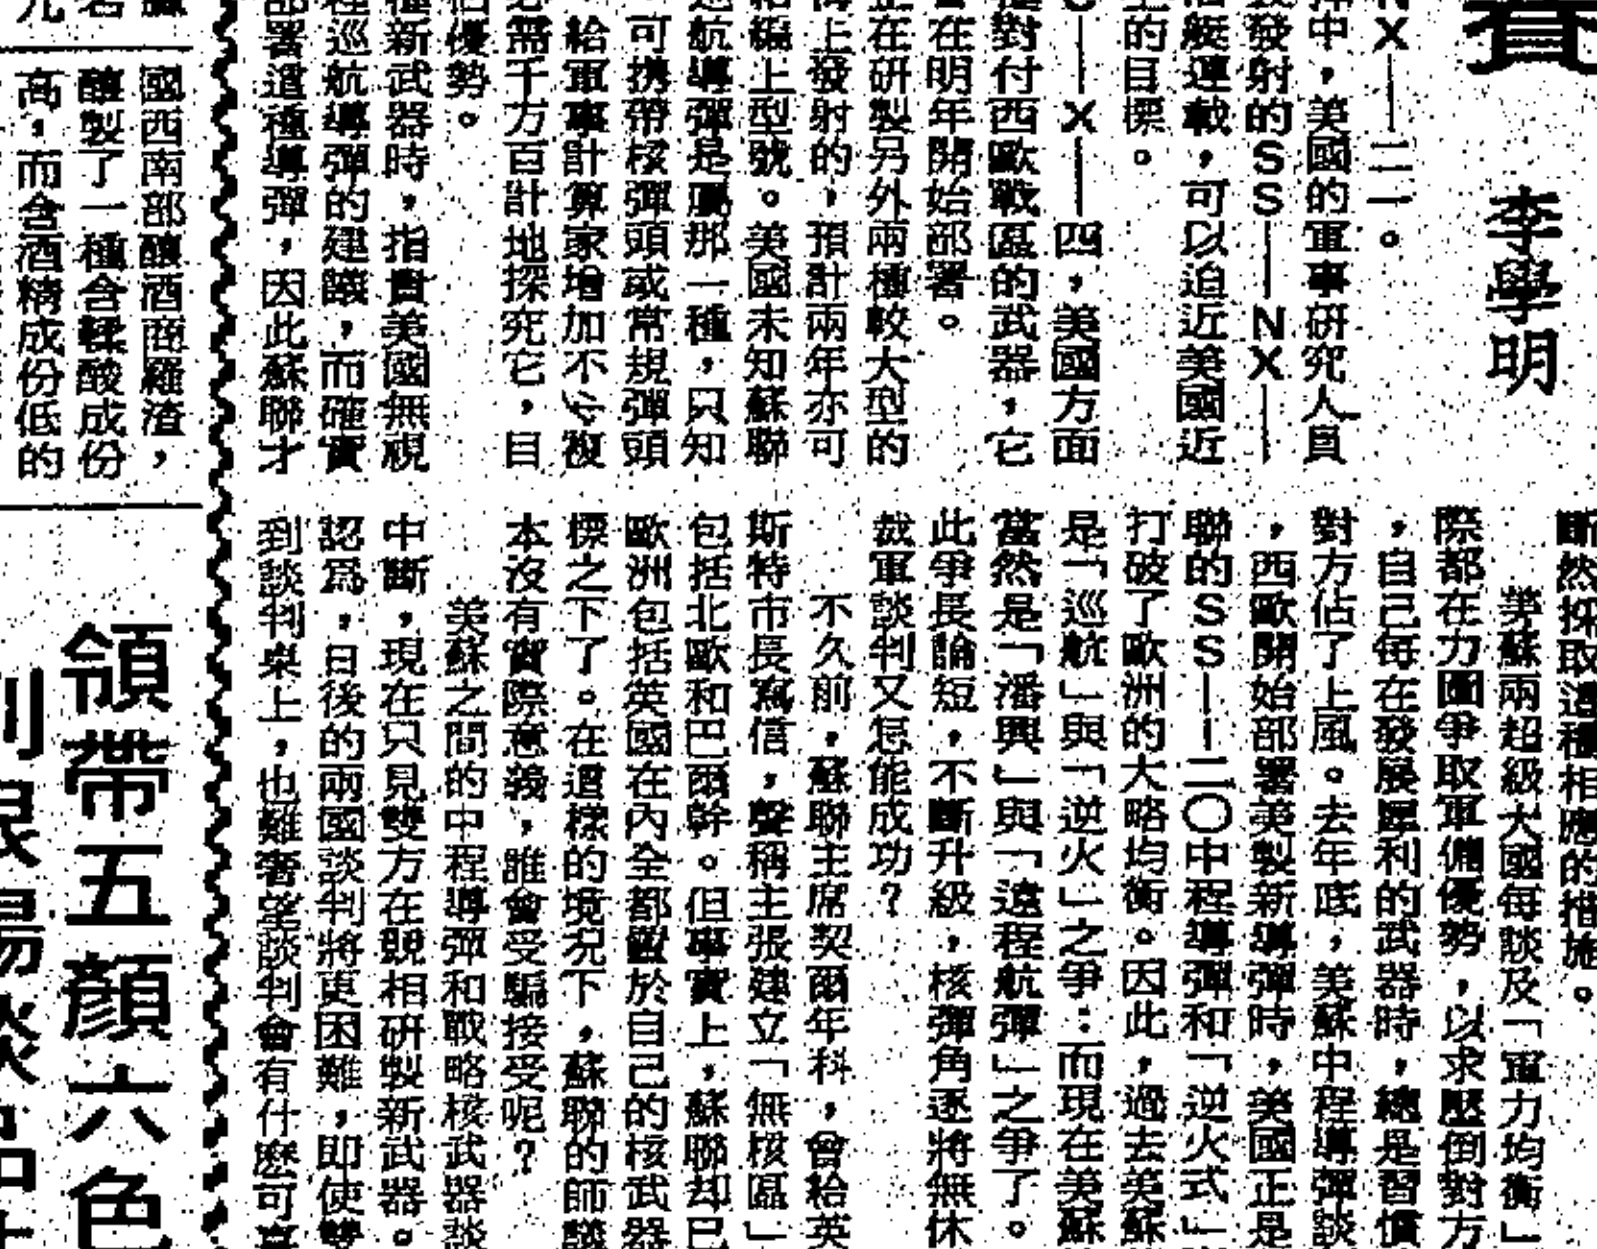 李學明
NX—二一。
彈中，美國的軍事研究人員
發射的SS—NX—
艇運載，可以迫近美國近
的目標。
—X—四，美國方面
對付西歐戰區的武器，它
在明年開始部署。
在研製另外兩種較大型的
上發射的，預計兩年亦可
編上型號。美國未知蘇聯
航導彈是屬那一種，只知
可携帶核彈頭或常規彈頭
給軍事計算家增加不少複
需千方百計地探究它，自
優勢。
新武器時，指責美國無視
巡航導彈的建議，而確實
部署這種導彈，因此蘇聯才
斷然採取這種相應的措施。
美蘇兩超級大國每談及「軍力均衡」
際都在力圖爭取軍備優勢，以求壓倒對方
，自己每在發展犀利的武器時，總是習慣
對方佔了上風。去年底，美蘇中程導彈談
，西歐開始部署美製新導彈時，美國正是
聯的SS—二〇中程導彈和「逆火式」
打破了歐洲的大略均衡。因此，過去美蘇
是「巡航」與「逆火」之爭：而現在美蘇
當然是「潘興」與「遠程航彈」之爭了。
此爭長論短，不斷升級，核彈角逐將無休
裁軍談判又怎能成功？
不久前，蘇聯主席契爾年科，曾給英
斯特市長寫信，聲稱主張建立「無核區」
包括北歐和巴爾幹。但事實上，蘇聯却已
歐洲包括英國在內全都置於自己的核武器
標之下了。在這樣的境況下，蘇聯的師議
本沒有實際意義，誰會受騙接受呢？
美蘇之間的中程導彈和戰略核武器談
中斷，現在只見雙方在競相研製新武器。
認爲，日後的兩國談判將更困難，即使雙
到談判桌上，也難奢望談判會有什麽可喜
國西南部釀酒商羅渣，
釀製了一種含鞣酸成份
高，而含酒精成份低的
領帶五顏六色